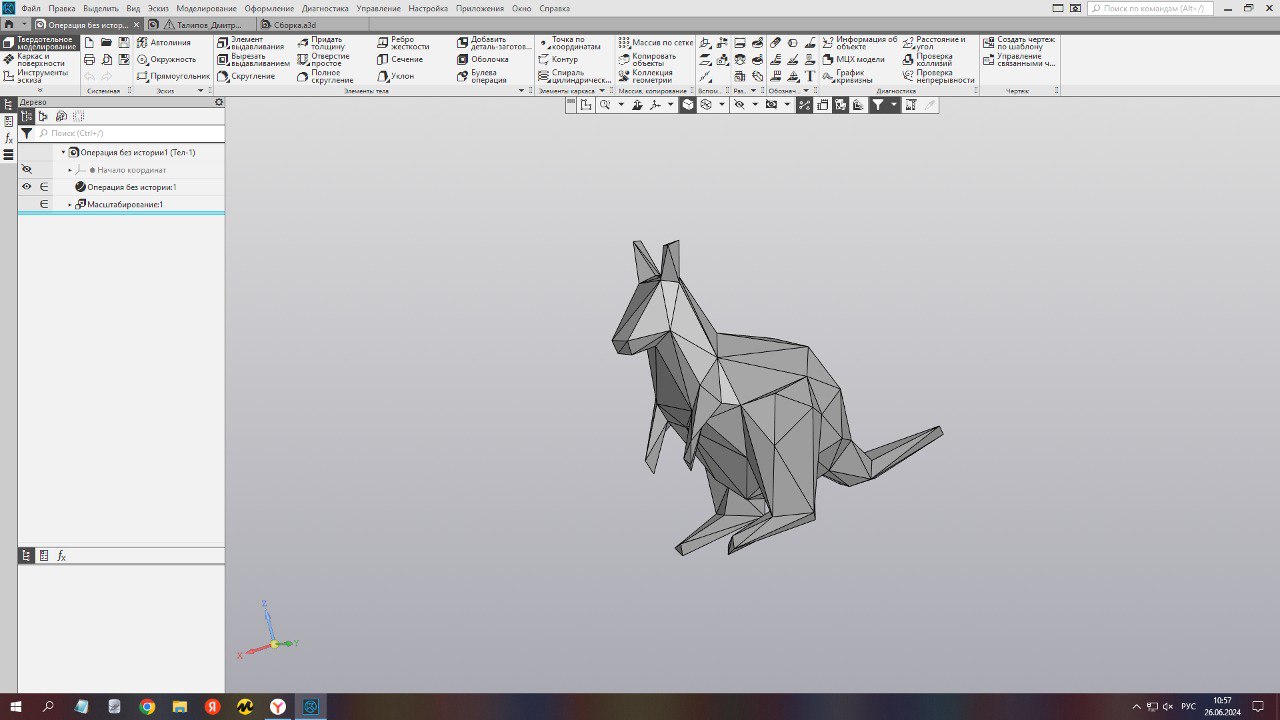 Файл Правка Выделить Вид Эскиз Моделирование Оформление Диагностика Управление Настройка Приложения Окно Справка
Поиск по командам (Alt+/)
Операция без истор... Талипов_Дмитр... Сборка.a3d
Твердотельное моделирование
Каркас и поверхности
Инструменты эскиза
Системная
Автолиния
Окружность
Прямоугольник
Эскиз
Элемент выдавливания
Вырезать выдавливанием
Скругление
Придать толщину
Отверстие простое
Полное скругление
Ребро жесткости
Сечение
Уклон
Добавить деталь-заготов...
Оболочка
Булева операция
Элементы тела
Точка по координатам
Контур
Спираль цилиндрическ...
Элементы каркаса
Массив по сетке
Копировать объекты
Коллекция геометрии
Массив, копирование
Вспом...
Раз...
Обознач...
Информация об объекте
МЦХ модели
График кривизны
Расстояние и угол
Проверка коллизий
Проверка непрерывности
Диагностика
Создать чертеж по шаблону
Управление связанными ч...
Чертеж
Дерево
Поиск (Ctrl+/)
Операция без истории1 (Тел-1)
Начало координат
Операция без истории:1
Масштабирование:1
Z
X
Y
РУС
10:57
26.06.2024